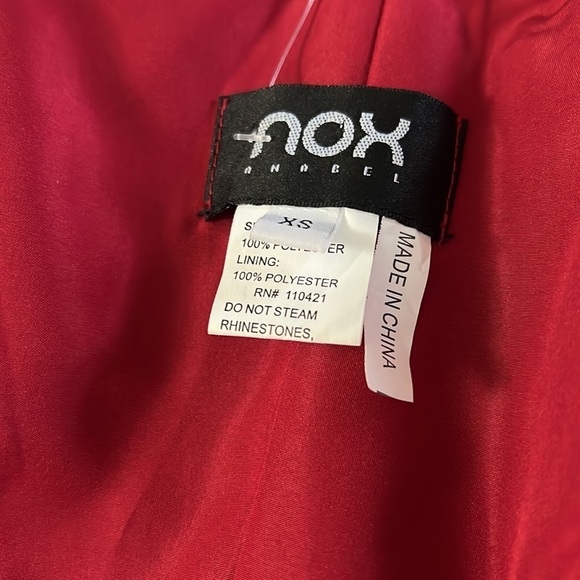 nox
ANABEL
XS
100% POLYESTER
LINING:
100% POLYESTER
RN# 110421
DO NOT STEAM
RHINESTONES,
MADE IN CHINA